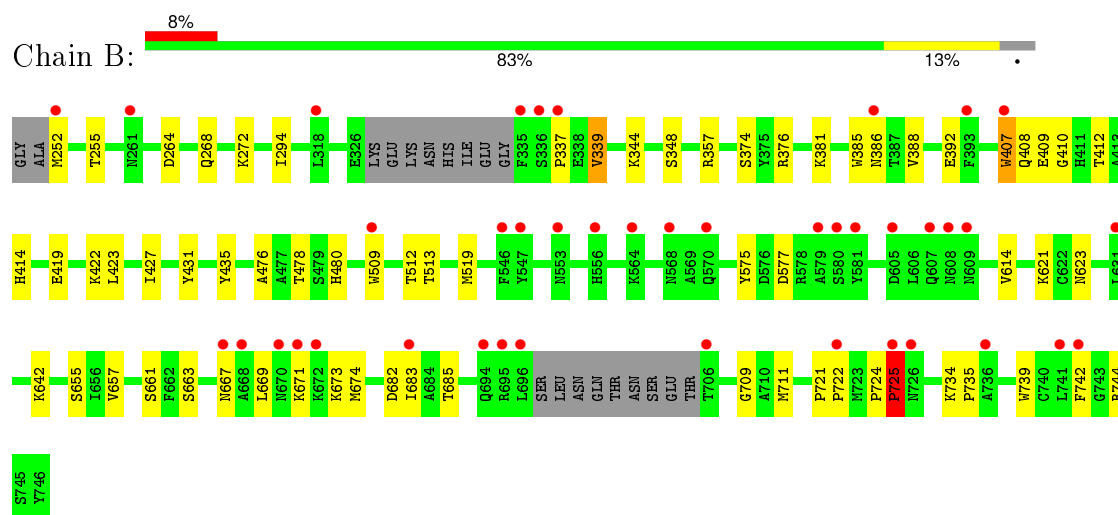 8%
Chain B:
83% 13% •
GLY ALA M252 T255 N261 D264 Q268 K272 I294 L318 E326 LYS GLU LYS ASN HIS ILE GLU GLY F335 S336 P337 E338 V339 K344 S348 R357 S374 Y375 R376 K381 W385 N386 T387 V388 E392 F393 W407 Q408 E409 G410 H411 T412 A413
H414 E419 K422 L423 I427 Y431 Y435 A476 A477 T478 S479 H480 W509 T512 T513 M519 F546 Y547 N553 H556 K564 N568 A569 Q570 Y575 D576 D577 R578 A579 S580 Y581 D605 L606 Q607 N608 N609 V614 K621 C622 N623 L631
K642 S655 I656 V657 S661 F662 S663 N667 A668 L669 N670 K671 K672 K673 M674 D682 I683 A684 T685 Q694 R695 L696 SER LEU ASN GLN THR ASN SER GLU THR T706 G709 A710 M711 P721 P722 M723 P724 P725 N726 K734 P735 A736 W739 C740 L741 F742 G743 R744
S745 Y746